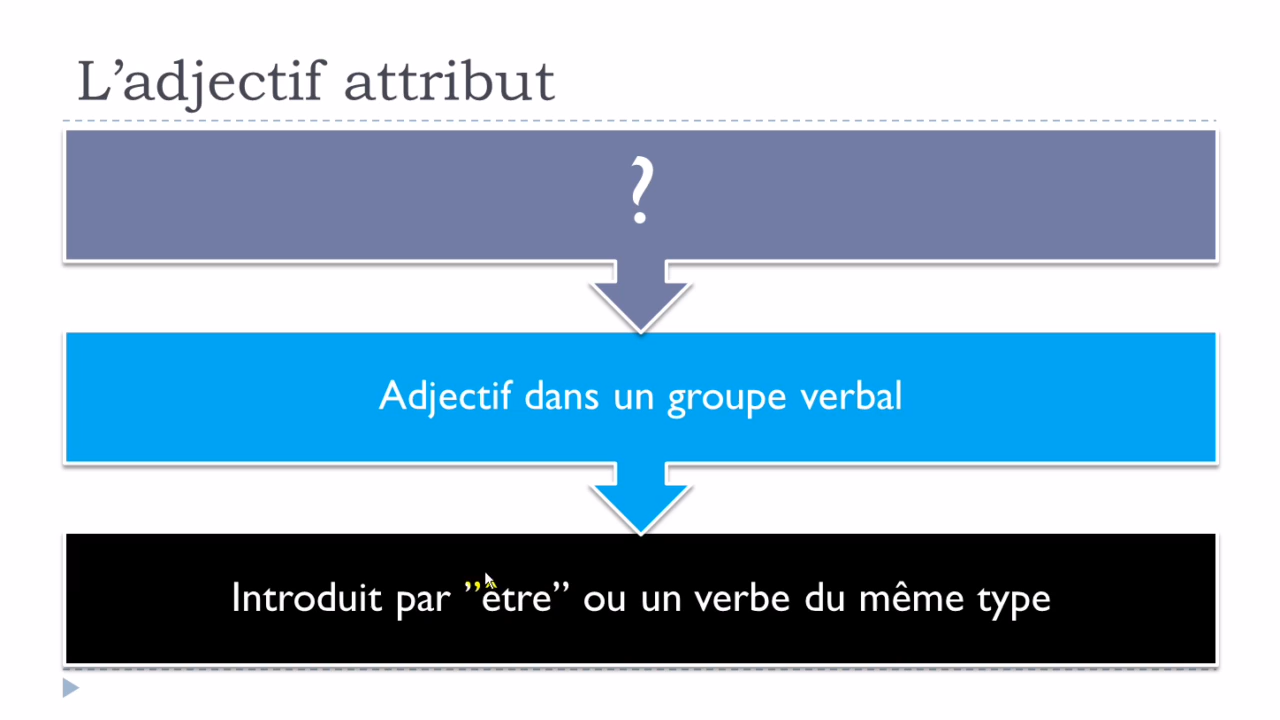 L’adjectif attribut
?
Adjectif dans un groupe verbal
Introduit par ”être” ou un verbe du même type